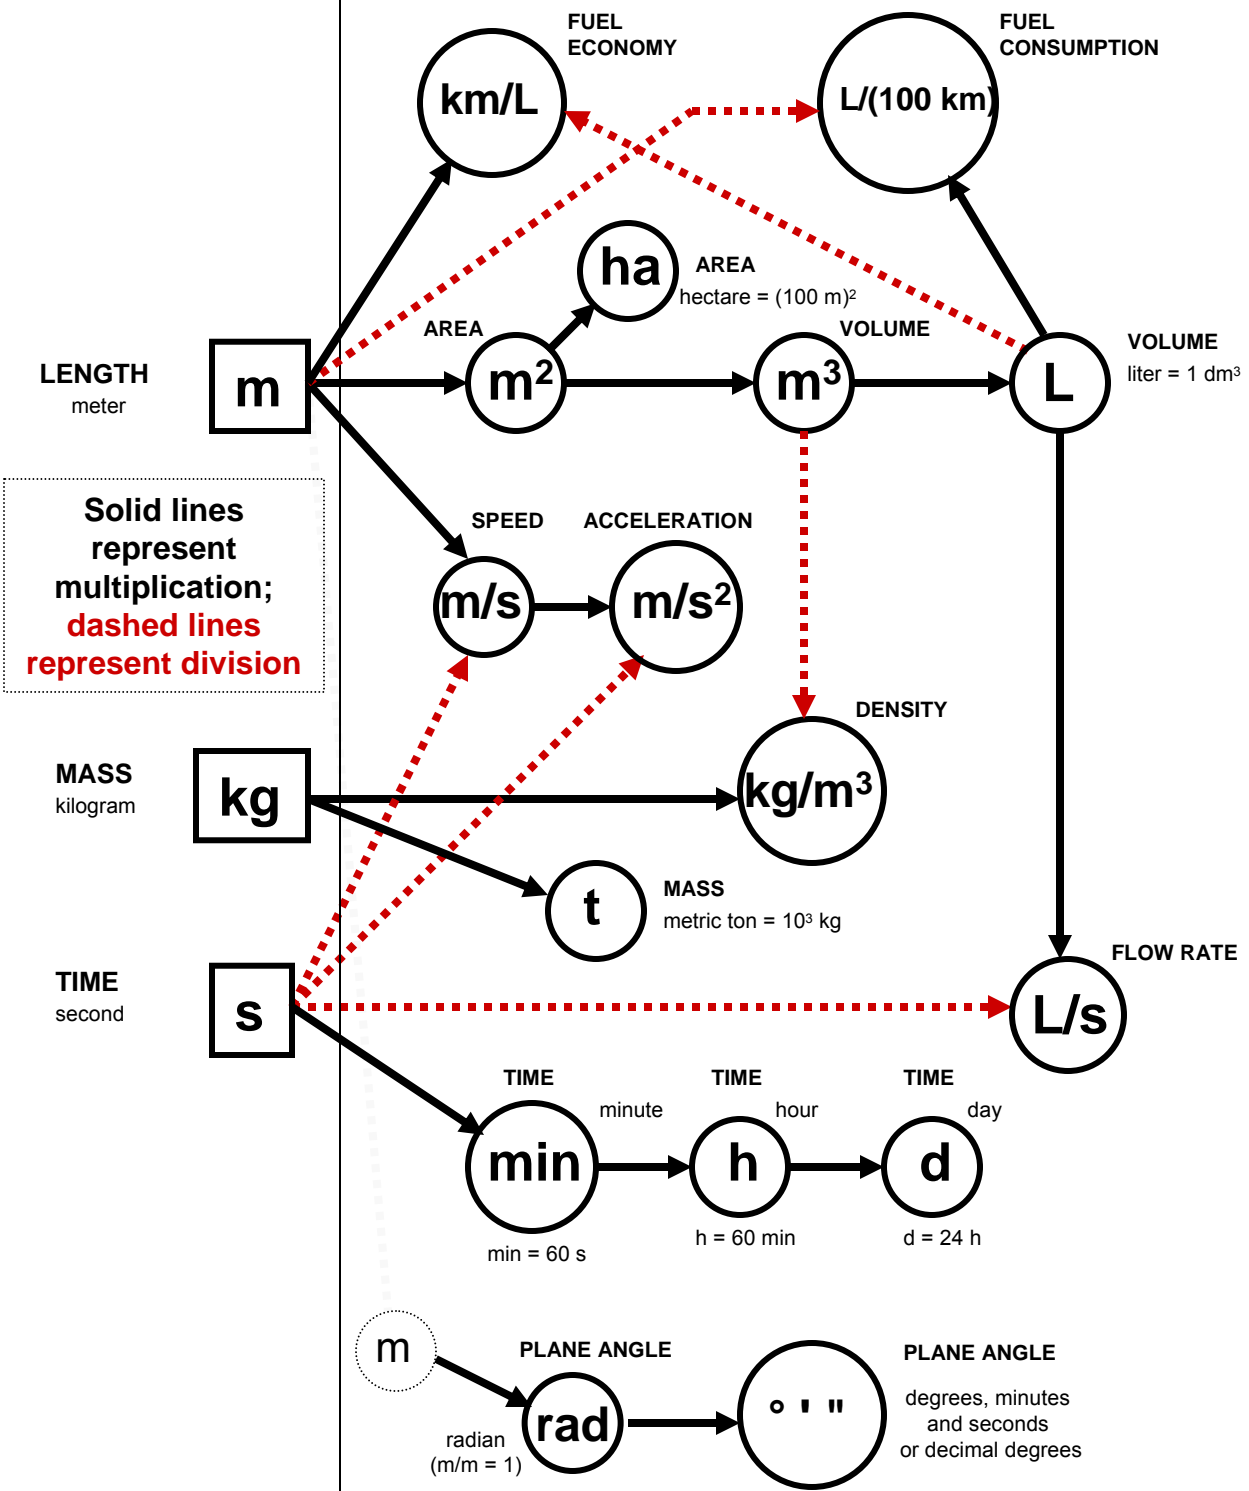 FUEL
ECONOMY
km/L
FUEL
CONSUMPTION
L/(100 km)
ha
AREA
hectare = (100 m)²
AREA
m²
VOLUME
m³
L
VOLUME
liter = 1 dm³
LENGTH
meter
m
Solid lines
represent
multiplication;
dashed lines
represent division
SPEED
m/s
ACCELERATION
m/s²
DENSITY
kg/m³
MASS
kilogram
kg
t
MASS
metric ton = 10³ kg
TIME
second
s
FLOW RATE
L/s
TIME
minute
min
min = 60 s
TIME
hour
h
h = 60 min
TIME
day
d
d = 24 h
m
PLANE ANGLE
rad
radian
(m/m = 1)
° ' "
PLANE ANGLE
degrees, minutes
and seconds
or decimal degrees